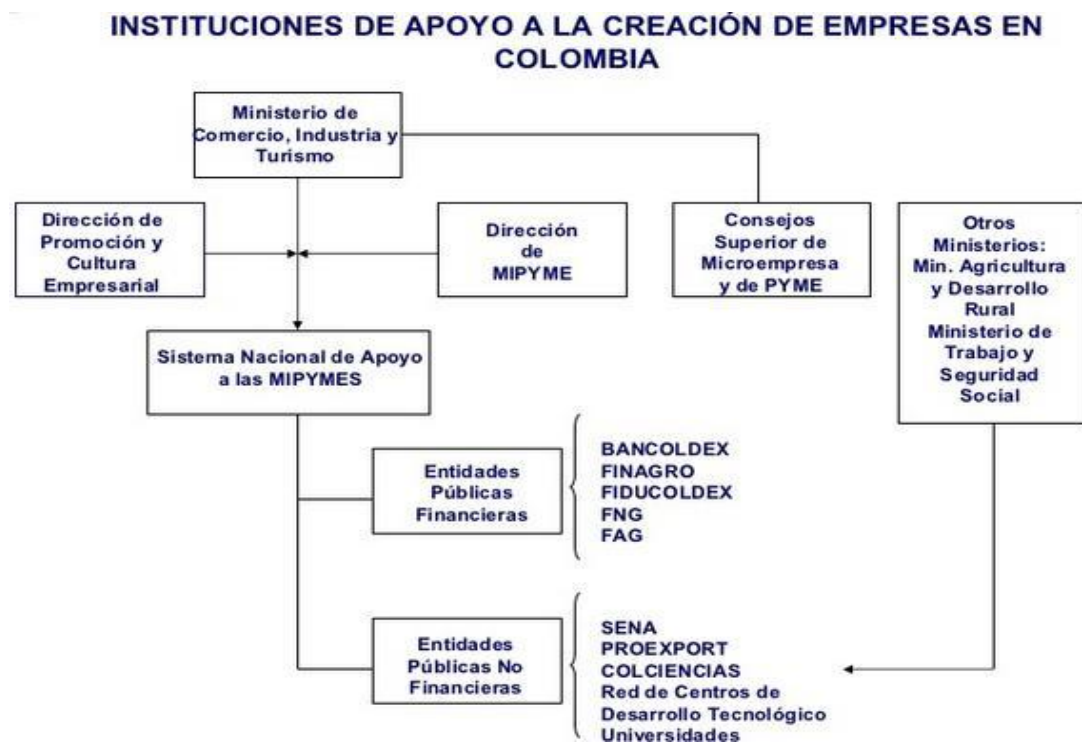 INSTITUCIONES DE APOYO A LA CREACIÓN DE EMPRESAS EN
COLOMBIA
Ministerio de
Comercio, Industria y
Turismo
Dirección de
Promoción y
Cultura
Empresarial
Dirección
de
MIPYME
Consejos
Superior de
Microempresa
y de PYME
Otros
Ministerios:
Min. Agricultura
y Desarrollo
Rural
Ministerio de
Trabajo y
Seguridad
Social
Sistema Nacional de Apoyo
a las MIPYMES
Entidades
Públicas
Financieras
BANCOLDEX
FINAGRO
FIDUCOLDEX
FNG
FAG
Entidades
Públicas No
Financieras
SENA
PROEXPORT
COLCIENCIAS
Red de Centros de
Desarrollo Tecnológico
Universidades